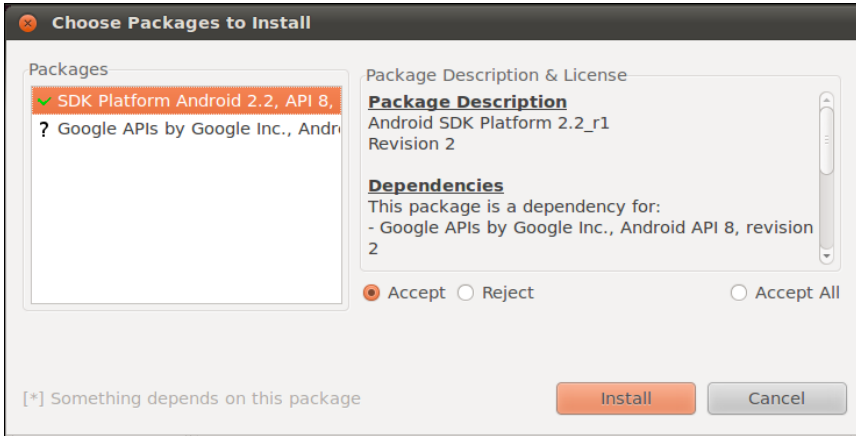 Choose Packages to Install
Packages
SDK Platform Android 2.2, API 8,
? Google APIs by Google Inc., Andr
Package Description & License
Package Description
Android SDK Platform 2.2_r1
Revision 2
Dependencies
This package is a dependency for:
- Google APIs by Google Inc., Android API 8, revision
2
Accept Reject Accept All
[*] Something depends on this package
Install Cancel